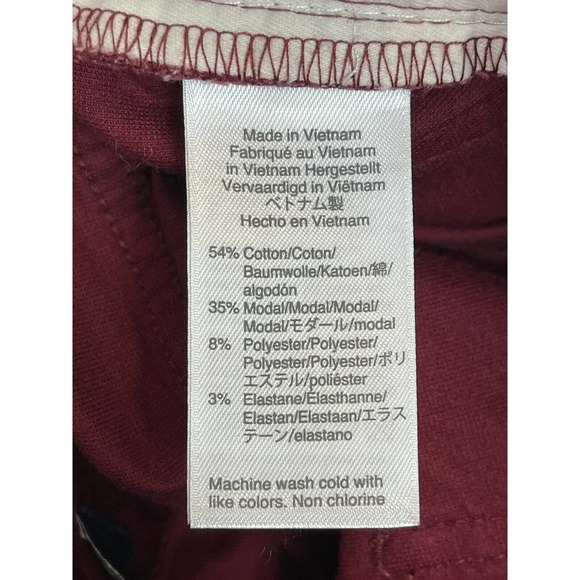 Made in Vietnam
Fabriqué au Vietnam
in Vietnam Hergestellt
Vervaardigd in Viêtnam
ベトナム製
Hecho en Vietnam
54% Cotton/Coton/
Baumwolle/Katoen/綿/
algodón
35% Modal/Modal/Modal/
Modal/モダール/modal
8% Polyester/Polyester/
Polyester/Polyester/ポリ
エステル/poliéster
3% Elastane/Élasthanne/
Elastan/Elastaan/エラス
テーン/elastano
Machine wash cold with
like colors. Non chlorine